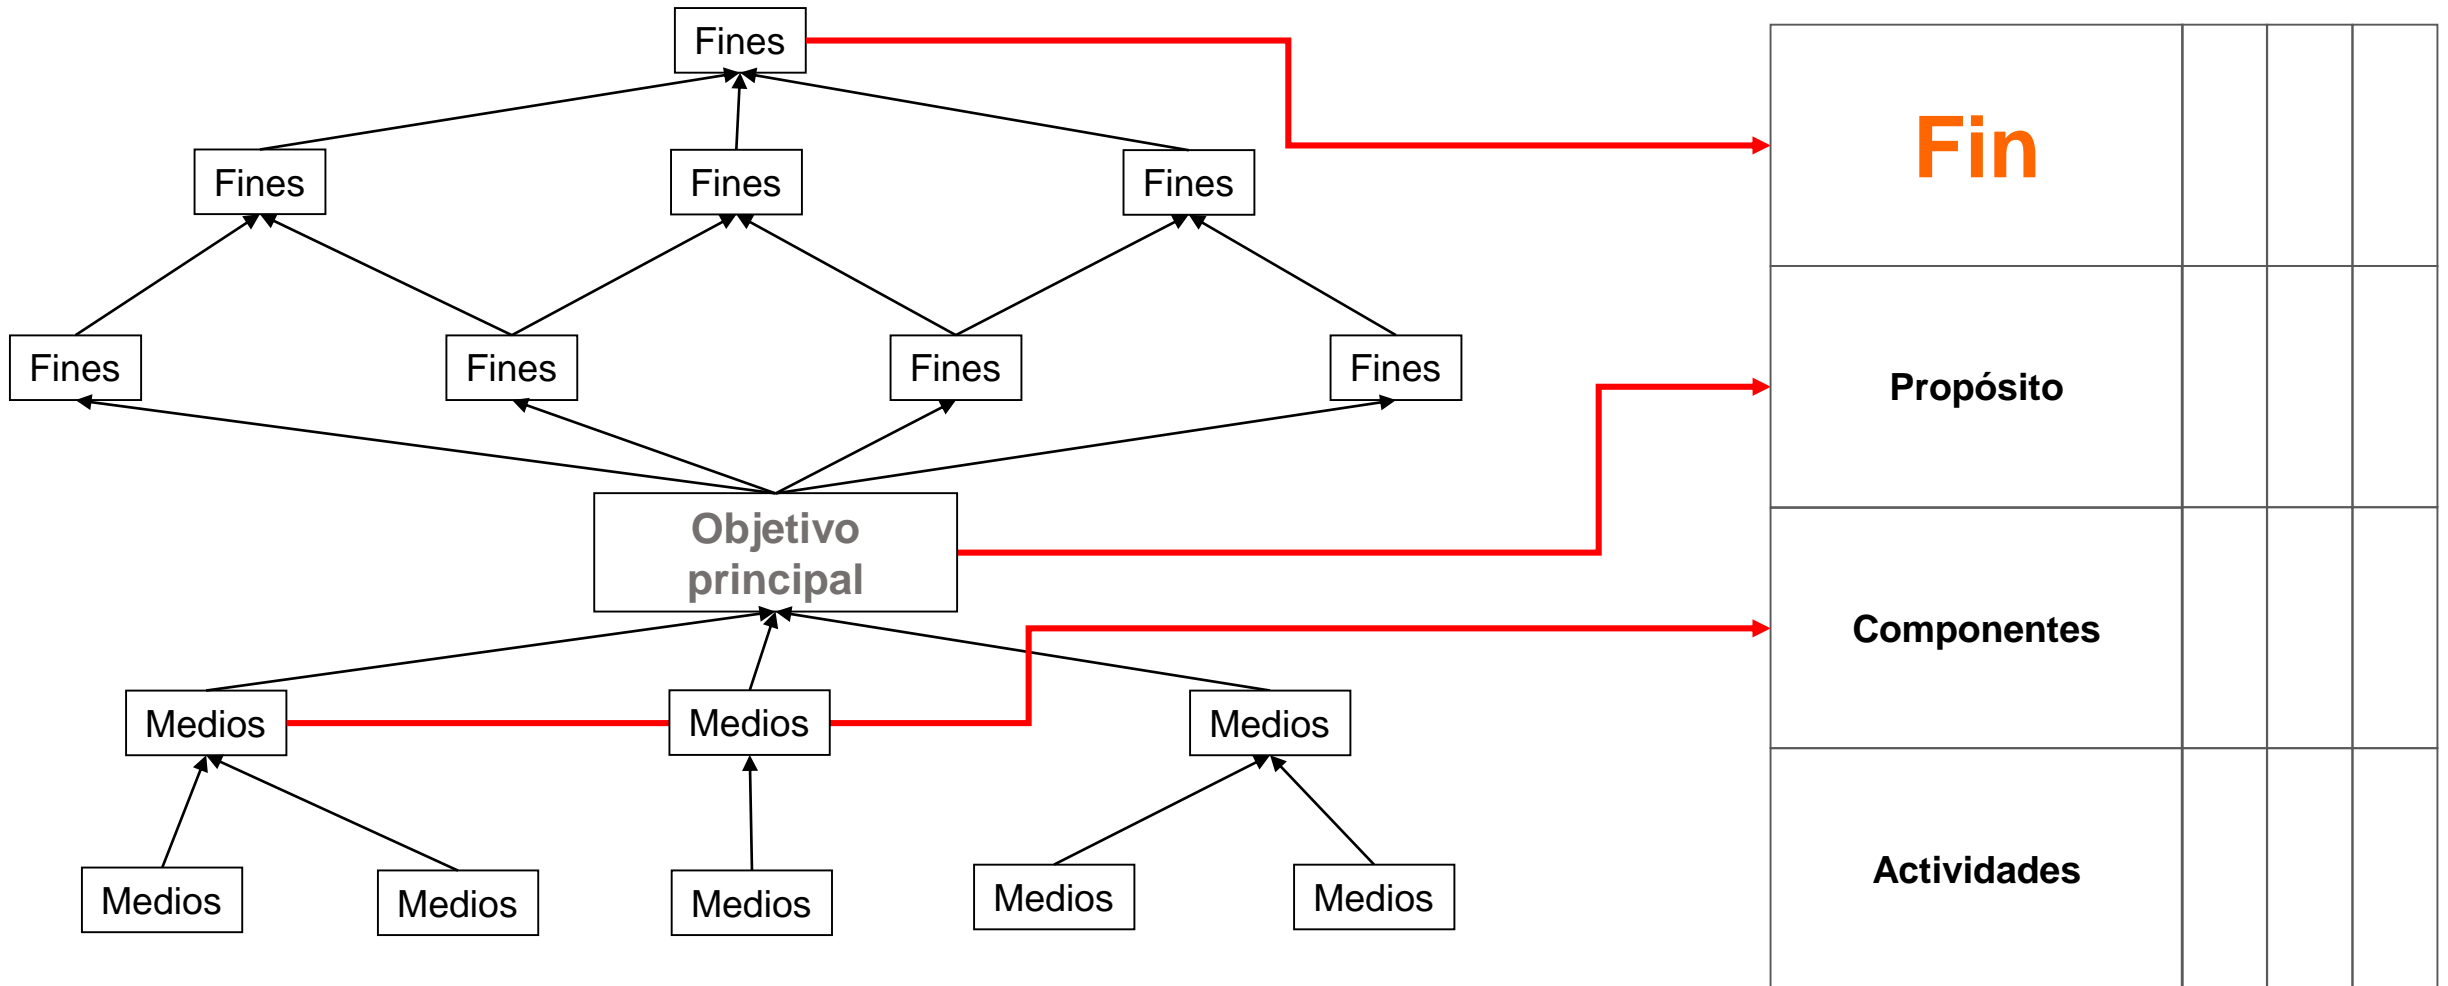 Fines
Fines
Fines
Fines
Fines
Fines
Fines
Fines
Objetivo
principal
Medios
Medios
Medios
Medios
Medios
Medios
Medios
Medios
Fin
Propósito
Componentes
Actividades